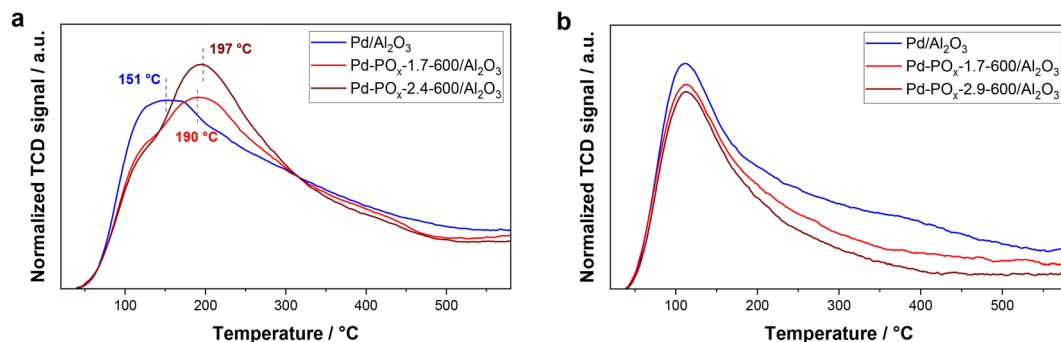 a
Normalized TCD signal / a.u.
197 °C
151 °C
190 °C
Pd/Al₂O₃
Pd-POₓ-1.7-600/Al₂O₃
Pd-POₓ-2.4-600/Al₂O₃
100 200 300 400 500
Temperature / °C
b
Normalized TCD signal / a.u.
Pd/Al₂O₃
Pd-POₓ-1.7-600/Al₂O₃
Pd-POₓ-2.9-600/Al₂O₃
100 200 300 400 500
Temperature / °C